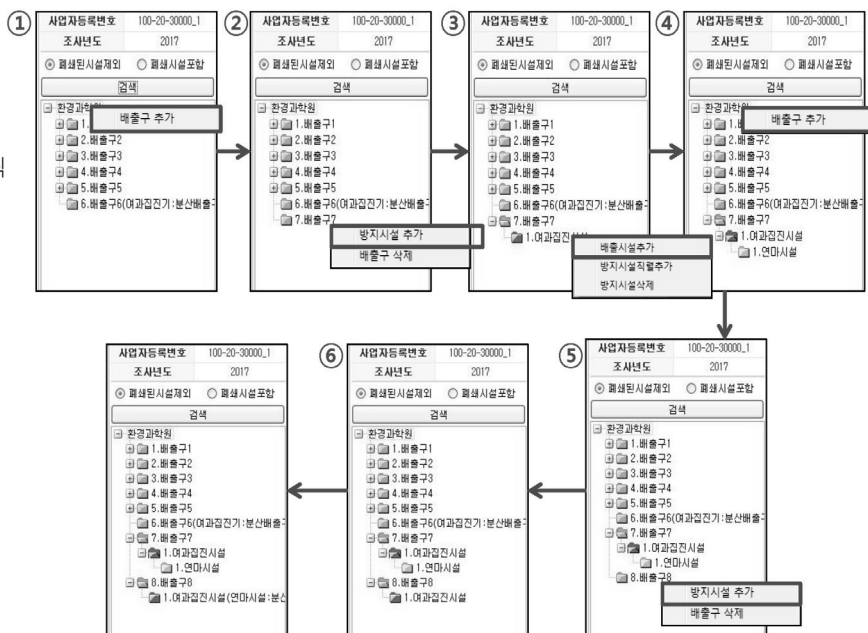 ①
사업자등록번호 100-20-30000_1
조사년도 2017
폐쇄된시설제외 폐쇄시설포함
검색
환경과학원
1.
배출구 추가
2.배출구2
3.배출구3
4.배출구4
5.배출구5
6.배출구6(여과집진기:분산배출구
②
사업자등록번호 100-20-30000_1
조사년도 2017
폐쇄된시설제외 폐쇄시설포함
검색
환경과학원
1.배출구1
2.배출구2
3.배출구3
4.배출구4
5.배출구5
6.배출구6(여과집진기:분산배출구
7.배출구7
방지시설 추가
배출구 삭제
③
사업자등록번호 100-20-30000_1
조사년도 2017
폐쇄된시설제외 폐쇄시설포함
검색
환경과학원
1.배출구1
2.배출구2
3.배출구3
4.배출구4
5.배출구5
6.배출구6(여과집진기:분산배출
7.배출구7
1.여과집진시설
배출시설추가
방지시설직렬추가
방지시설삭제
④
사업자등록번호 100-20-30000_1
조사년도 2017
폐쇄된시설제외 폐쇄시설포함
검색
환경과학원
1.
배출구 추가
2.배출구2
3.배출구3
4.배출구4
5.배출구5
6.배출구6(여과집진기:분산배출구
7.배출구7
1.여과집진시설
1.연마시설
⑤
사업자등록번호 100-20-30000_1
조사년도 2017
폐쇄된시설제외 폐쇄시설포함
검색
환경과학원
1.배출구1
2.배출구2
3.배출구3
4.배출구4
5.배출구5
6.배출구6(여과집진기:분산배출구
7.배출구7
1.여과집진시설
1.연마시설
8.배출구8
방지시설 추가
배출구 삭제
⑥
사업자등록번호 100-20-30000_1
조사년도 2017
폐쇄된시설제외 폐쇄시설포함
검색
환경과학원
1.배출구1
2.배출구2
3.배출구3
4.배출구4
5.배출구5
6.배출구6(여과집진기:분산배출구
7.배출구7
1.여과집진시설
1.연마시설
8.배출구8
1.여과집진시설
사업자등록번호 100-20-30000_1
조사년도 2017
폐쇄된시설제외 폐쇄시설포함
검색
환경과학원
1.배출구1
2.배출구2
3.배출구3
4.배출구4
5.배출구5
6.배출구6(여과집진기:분산배출구
7.배출구7
1.여과집진시설
1.연마시설
8.배출구8
1.여과집진시설(연마시설:분산